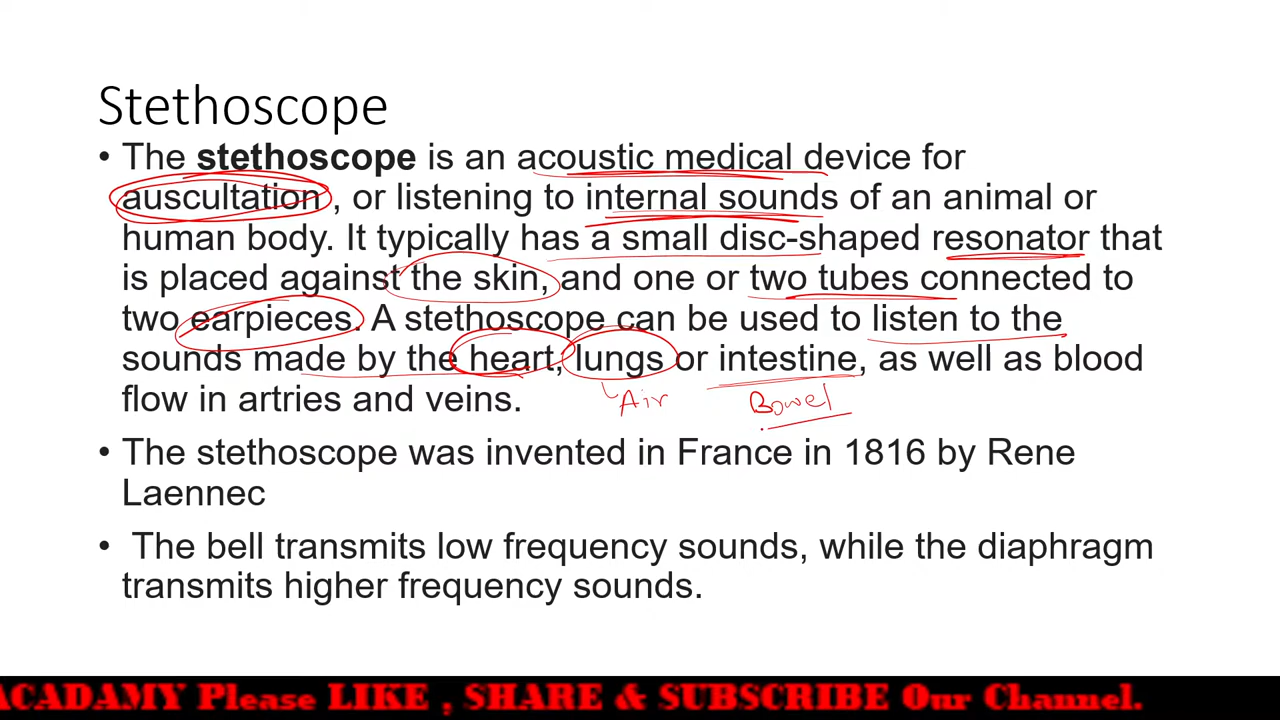 Stethoscope
• The stethoscope is an acoustic medical device for
auscultation , or listening to internal sounds of an animal or
human body. It typically has a small disc-shaped resonator that
is placed against the skin, and one or two tubes connected to
two earpieces. A stethoscope can be used to listen to the
sounds made by the heart, lungs or intestine, as well as blood
flow in artries and veins.
Air Bowel
• The stethoscope was invented in France in 1816 by Rene
Laennec
• The bell transmits low frequency sounds, while the diaphragm
transmits higher frequency sounds.
ACADAMY Please LIKE , SHARE & SUBSCRIBE Our Channel.